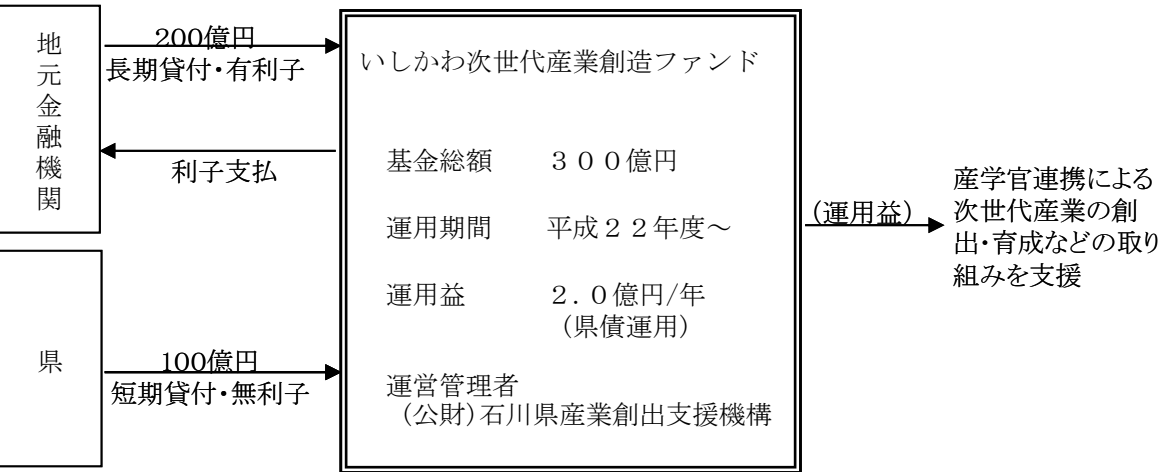 地元金融機関
200億円
長期貸付・有利子
利子支払
県
100億円
短期貸付・無利子
いしかわ次世代産業創造ファンド
基金総額　３００億円
運用期間　平成２２年度～
運用益　２．０億円/年
（県債運用）
運営管理者
（公財）石川県産業創出支援機構
（運用益）
産学官連携による
次世代産業の創
出・育成などの取り
組みを支援